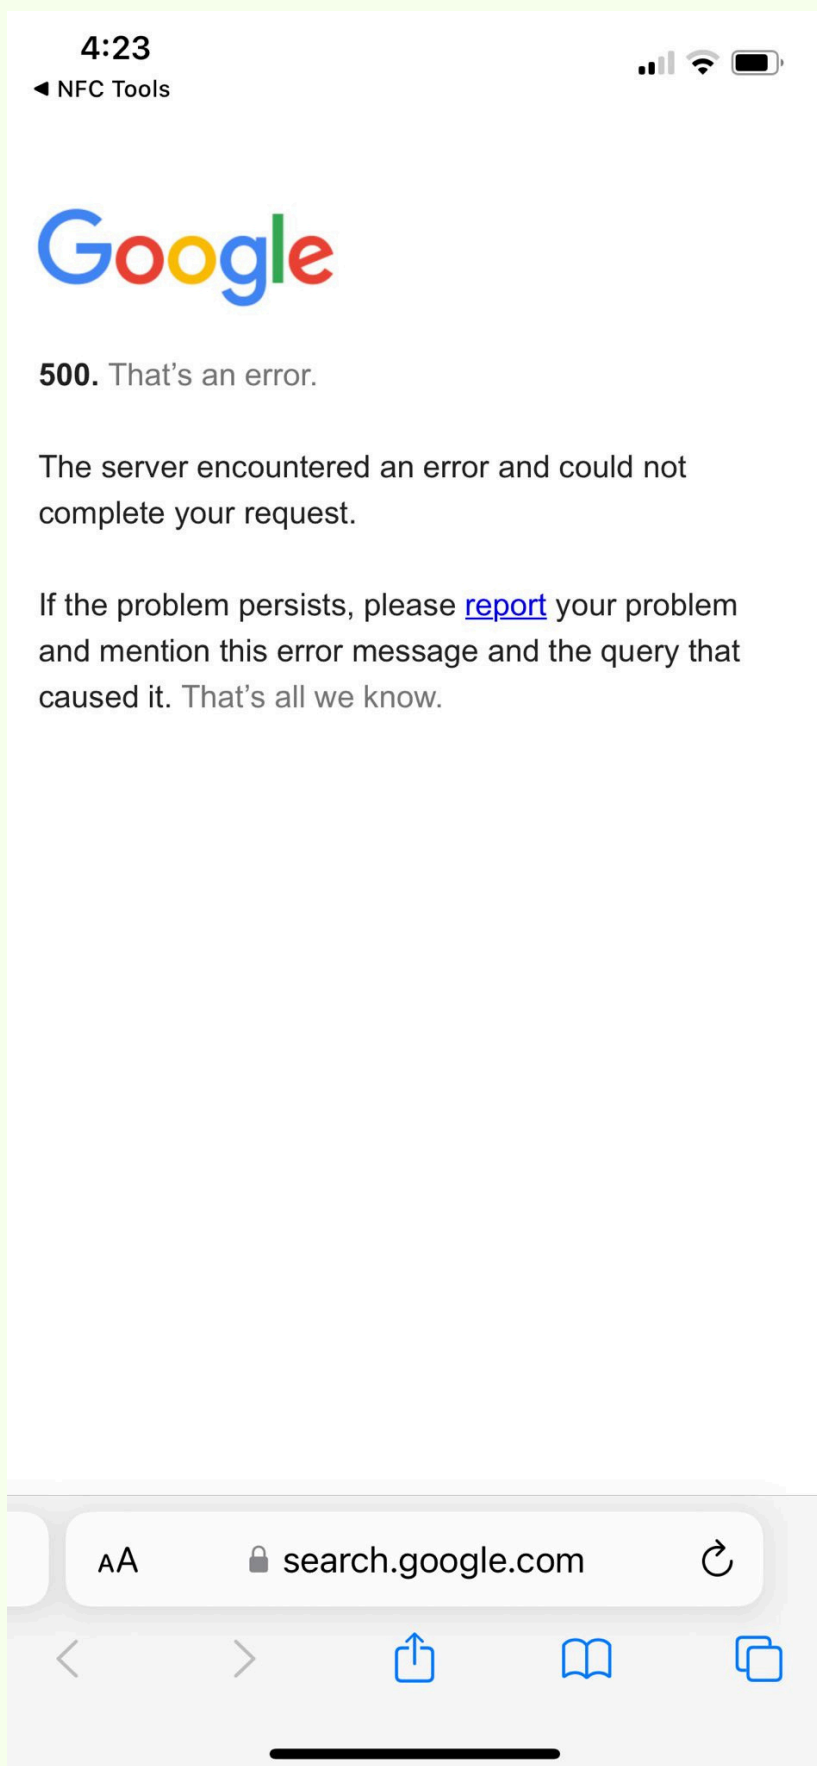 4:23
◀ NFC Tools
Google
500. That’s an error.
The server encountered an error and could not
complete your request.
If the problem persists, please report your problem
and mention this error message and the query that
caused it. That’s all we know.
AA search.google.com